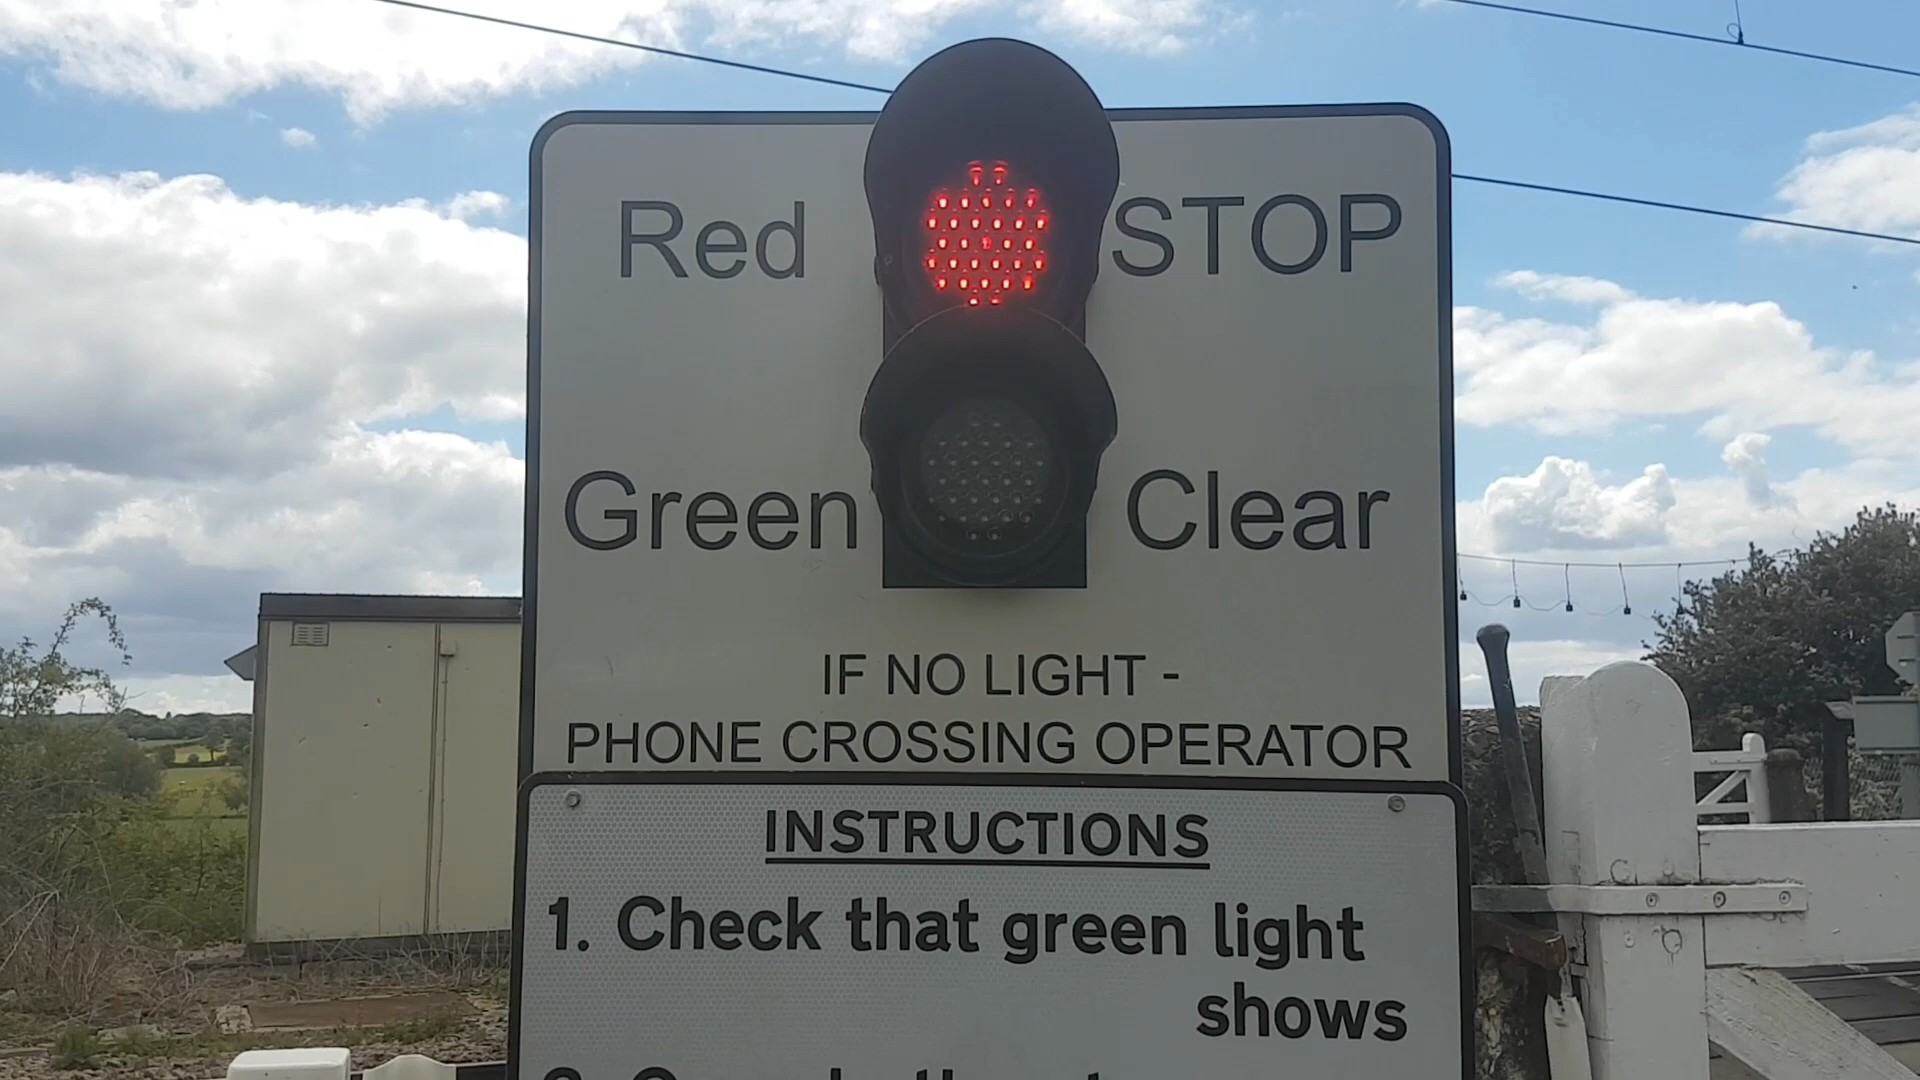 Red STOP
Green Clear
IF NO LIGHT -
PHONE CROSSING OPERATOR
INSTRUCTIONS
1. Check that green light
shows